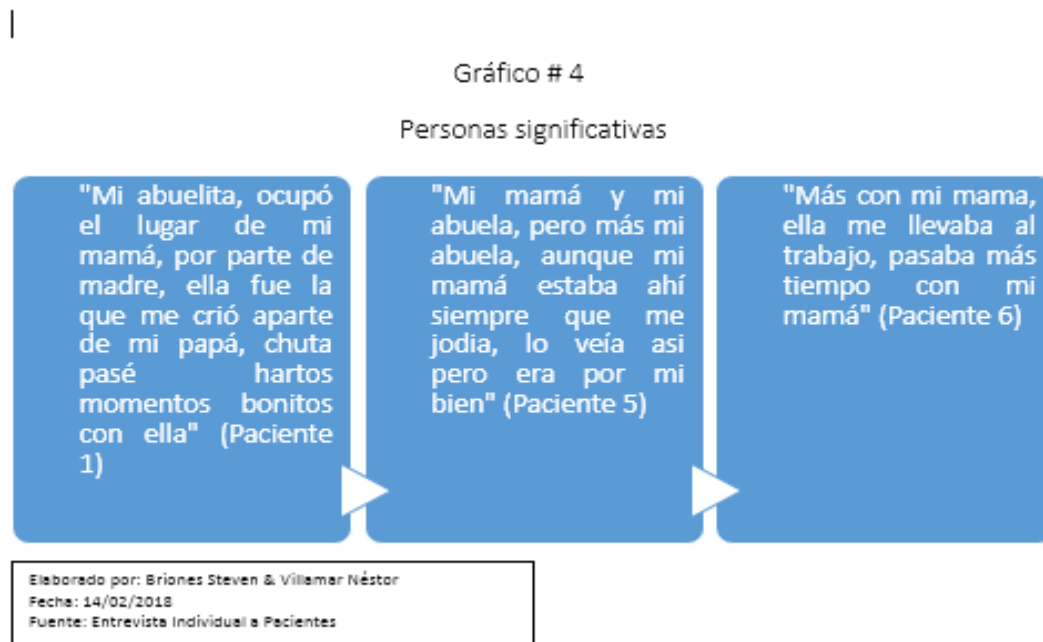 Gráfico # 4
Personas significativas
"Mi abuelita, ocupó
el lugar de mi
mamá, por parte de
madre, ella fue la
que me crió aparte
de mi papá, chuta
pasé hartos
momentos bonitos
con ella" (Paciente
1)
"Mi mamá y mi
abuela, pero más mi
abuela, aunque mi
mamá estaba ahí
siempre que me
jodia, lo veía asi
pero era por mi
bien" (Paciente 5)
"Más con mi mama,
ella me llevaba al
trabajo, pasaba más
tiempo con mi
mamá" (Paciente 6)
Elaborado por: Briones Steven & Villamar Néstor
Fecha: 14/02/2018
Fuente: Entrevista Individual a Pacientes